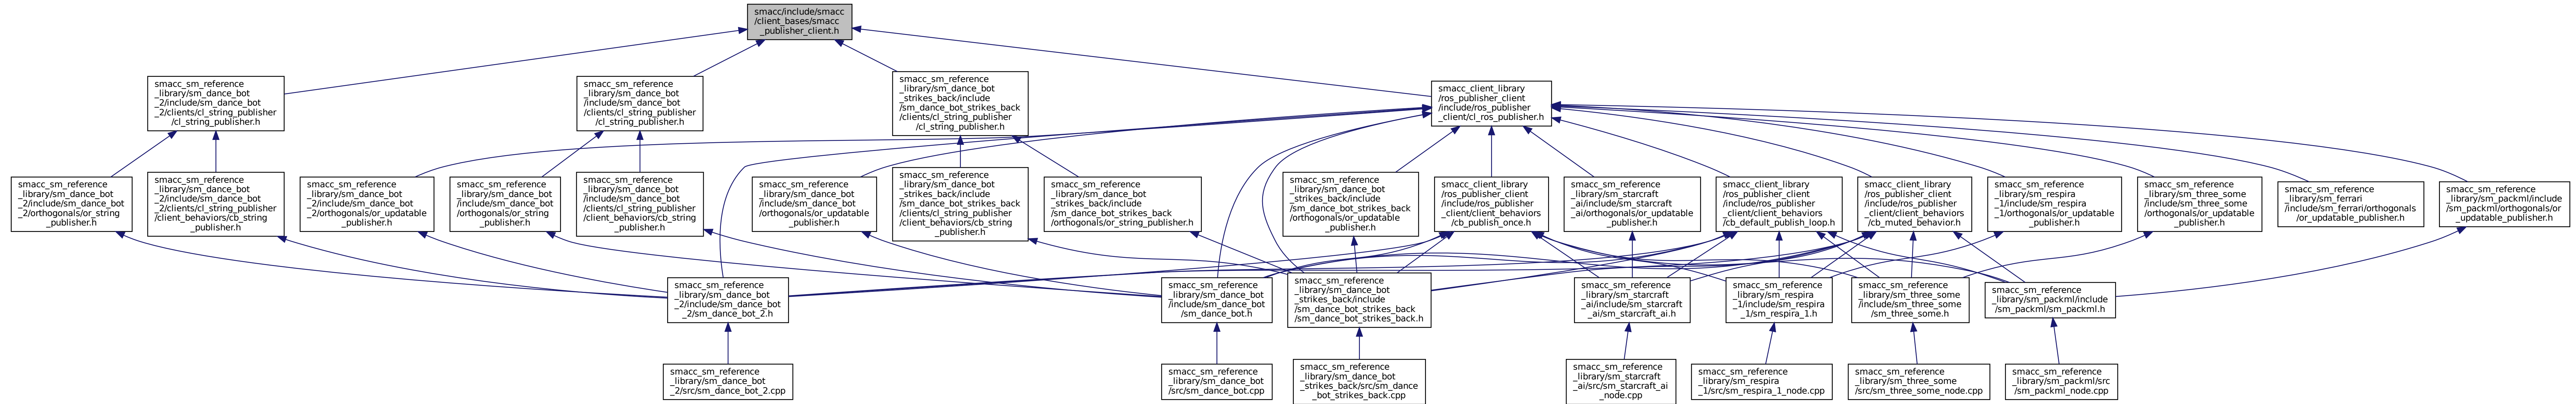 smacc/include/smacc
/client_bases/smacc
_publisher_client.h
smacc_sm_reference
_library/sm_dance_bot
_2/include/sm_dance_bot
_2/clients/cl_string_publisher
/cl_string_publisher.h
smacc_sm_reference
_library/sm_dance_bot
/include/sm_dance_bot
/clients/cl_string_publisher
/cl_string_publisher.h
smacc_sm_reference
_library/sm_dance_bot
_strikes_back/include
/sm_dance_bot_strikes_back
/clients/cl_string_publisher
/cl_string_publisher.h
smacc_client_library
/ros_publisher_client
/include/ros_publisher
_client/cl_ros_publisher.h
smacc_sm_reference
_library/sm_dance_bot
_2/include/sm_dance_bot
_2/orthogonals/or_string
_publisher.h
smacc_sm_reference
_library/sm_dance_bot
_2/include/sm_dance_bot
_2/clients/cl_string_publisher
/client_behaviors/cb_string
_publisher.h
smacc_sm_reference
_library/sm_dance_bot
_2/include/sm_dance_bot
_2/orthogonals/or_updatable
_publisher.h
smacc_sm_reference
_library/sm_dance_bot
/include/sm_dance_bot
/orthogonals/or_string
_publisher.h
smacc_sm_reference
_library/sm_dance_bot
/include/sm_dance_bot
/clients/cl_string_publisher
/client_behaviors/cb_string
_publisher.h
smacc_sm_reference
_library/sm_dance_bot
/include/sm_dance_bot
/orthogonals/or_updatable
_publisher.h
smacc_sm_reference
_library/sm_dance_bot
_strikes_back/include
/sm_dance_bot_strikes_back
/clients/cl_string_publisher
/client_behaviors/cb_string
_publisher.h
smacc_sm_reference
_library/sm_dance_bot
_strikes_back/include
/sm_dance_bot_strikes_back
/orthogonals/or_string_publisher.h
smacc_sm_reference
_library/sm_dance_bot
_strikes_back/include
/sm_dance_bot_strikes_back
/orthogonals/or_updatable
_publisher.h
smacc_client_library
/ros_publisher_client
/include/ros_publisher
_client/client_behaviors
/cb_publish_once.h
smacc_sm_reference
_library/sm_starcraft
_ai/include/sm_starcraft
_ai/orthogonals/or_updatable
_publisher.h
smacc_client_library
/ros_publisher_client
/include/ros_publisher
_client/client_behaviors
/cb_default_publish_loop.h
smacc_client_library
/ros_publisher_client
/include/ros_publisher
_client/client_behaviors
/cb_muted_behavior.h
smacc_sm_reference
_library/sm_respira
_1/include/sm_respira
_1/orthogonals/or_updatable
_publisher.h
smacc_sm_reference
_library/sm_three_some
/include/sm_three_some
/orthogonals/or_updatable
_publisher.h
smacc_sm_reference
_library/sm_ferrari
/include/sm_ferrari/orthogonals
/or_updatable_publisher.h
smacc_sm_reference
_library/sm_packml/include
/sm_packml/orthogonals/or
_updatable_publisher.h
smacc_sm_reference
_library/sm_dance_bot
_2/include/sm_dance_bot
_2/sm_dance_bot_2.h
smacc_sm_reference
_library/sm_dance_bot
/include/sm_dance_bot
/sm_dance_bot.h
smacc_sm_reference
_library/sm_dance_bot
_strikes_back/include
/sm_dance_bot_strikes_back
/sm_dance_bot_strikes_back.h
smacc_sm_reference
_library/sm_starcraft
_ai/include/sm_starcraft
_ai/sm_starcraft_ai.h
smacc_sm_reference
_library/sm_respira
_1/include/sm_respira
_1/sm_respira_1.h
smacc_sm_reference
_library/sm_three_some
/include/sm_three_some
/sm_three_some.h
smacc_sm_reference
_library/sm_packml/include
/sm_packml/sm_packml.h
smacc_sm_reference
_library/sm_dance_bot
_2/src/sm_dance_bot_2.cpp
smacc_sm_reference
_library/sm_dance_bot
/src/sm_dance_bot.cpp
smacc_sm_reference
_library/sm_dance_bot
_strikes_back/src/sm_dance
_bot_strikes_back.cpp
smacc_sm_reference
_library/sm_starcraft
_ai/src/sm_starcraft_ai
_node.cpp
smacc_sm_reference
_library/sm_respira
_1/src/sm_respira_1_node.cpp
smacc_sm_reference
_library/sm_three_some
/src/sm_three_some_node.cpp
smacc_sm_reference
_library/sm_packml/src
/sm_packml_node.cpp